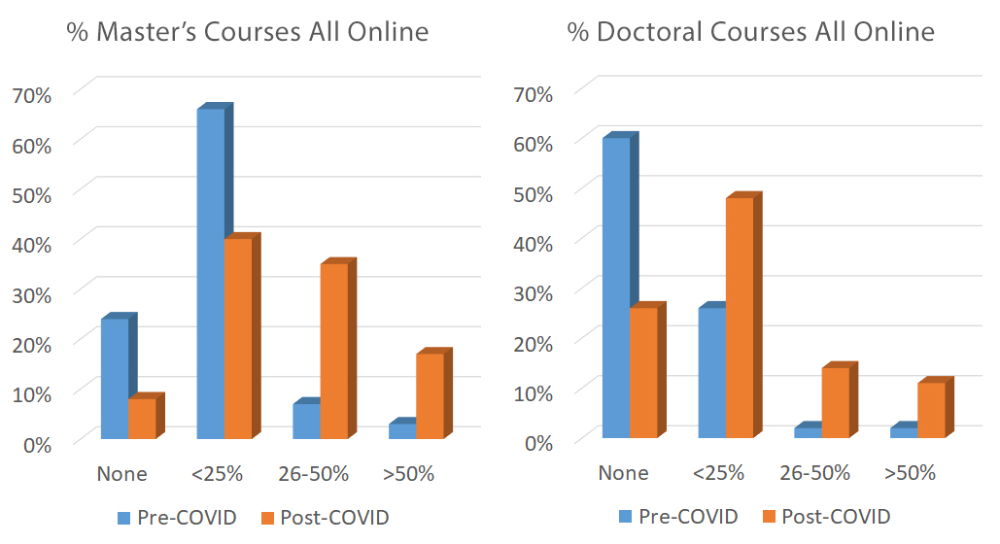 % Master’s Courses All Online
70%
60%
50%
40%
30%
20%
10%
0%
None <25% 26-50% >50%
Pre-COVID Post-COVID
% Doctoral Courses All Online
70%
60%
50%
40%
30%
20%
10%
0%
None <25% 26-50% >50%
Pre-COVID Post-COVID